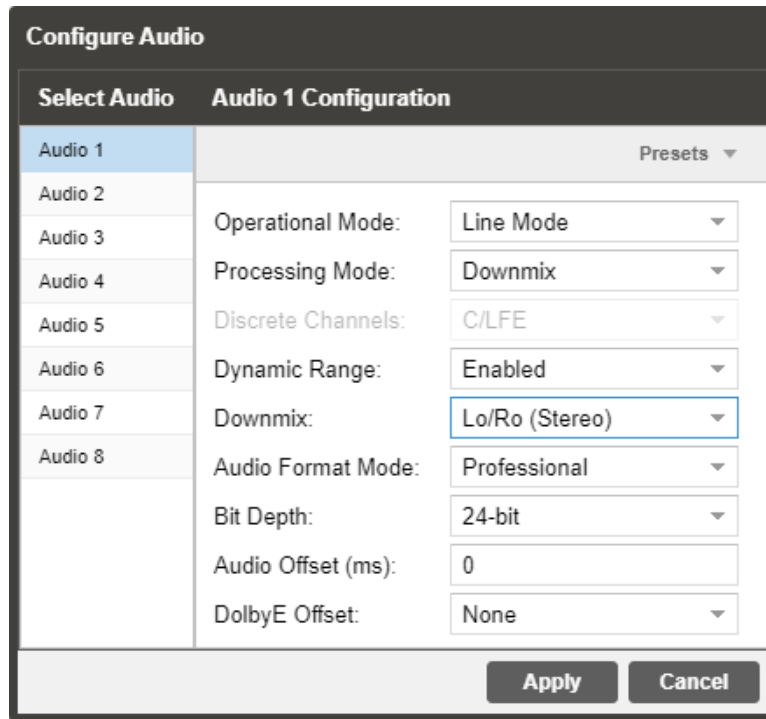 Configure Audio
Select Audio
Audio 1 Configuration
Audio 1
Audio 2
Audio 3
Audio 4
Audio 5
Audio 6
Audio 7
Audio 8
Presets
Operational Mode: Line Mode
Processing Mode: Downmix
Discrete Channels: C/LFE
Dynamic Range: Enabled
Downmix: Lo/Ro (Stereo)
Audio Format Mode: Professional
Bit Depth: 24-bit
Audio Offset (ms): 0
DolbyE Offset: None
Apply
Cancel